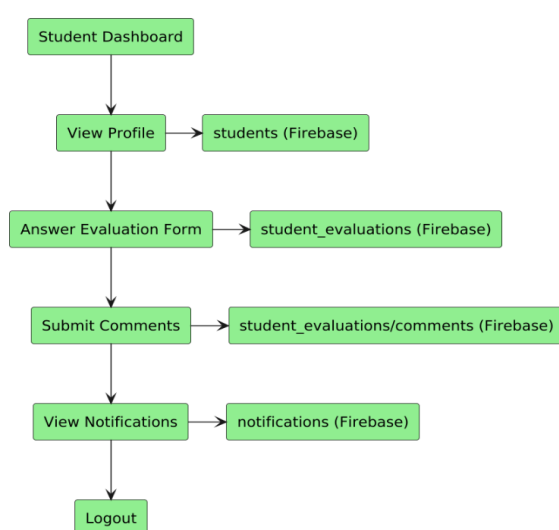 Student Dashboard
View Profile
students (Firebase)
Answer Evaluation Form
student_evaluations (Firebase)
Submit Comments
student_evaluations/comments (Firebase)
View Notifications
notifications (Firebase)
Logout